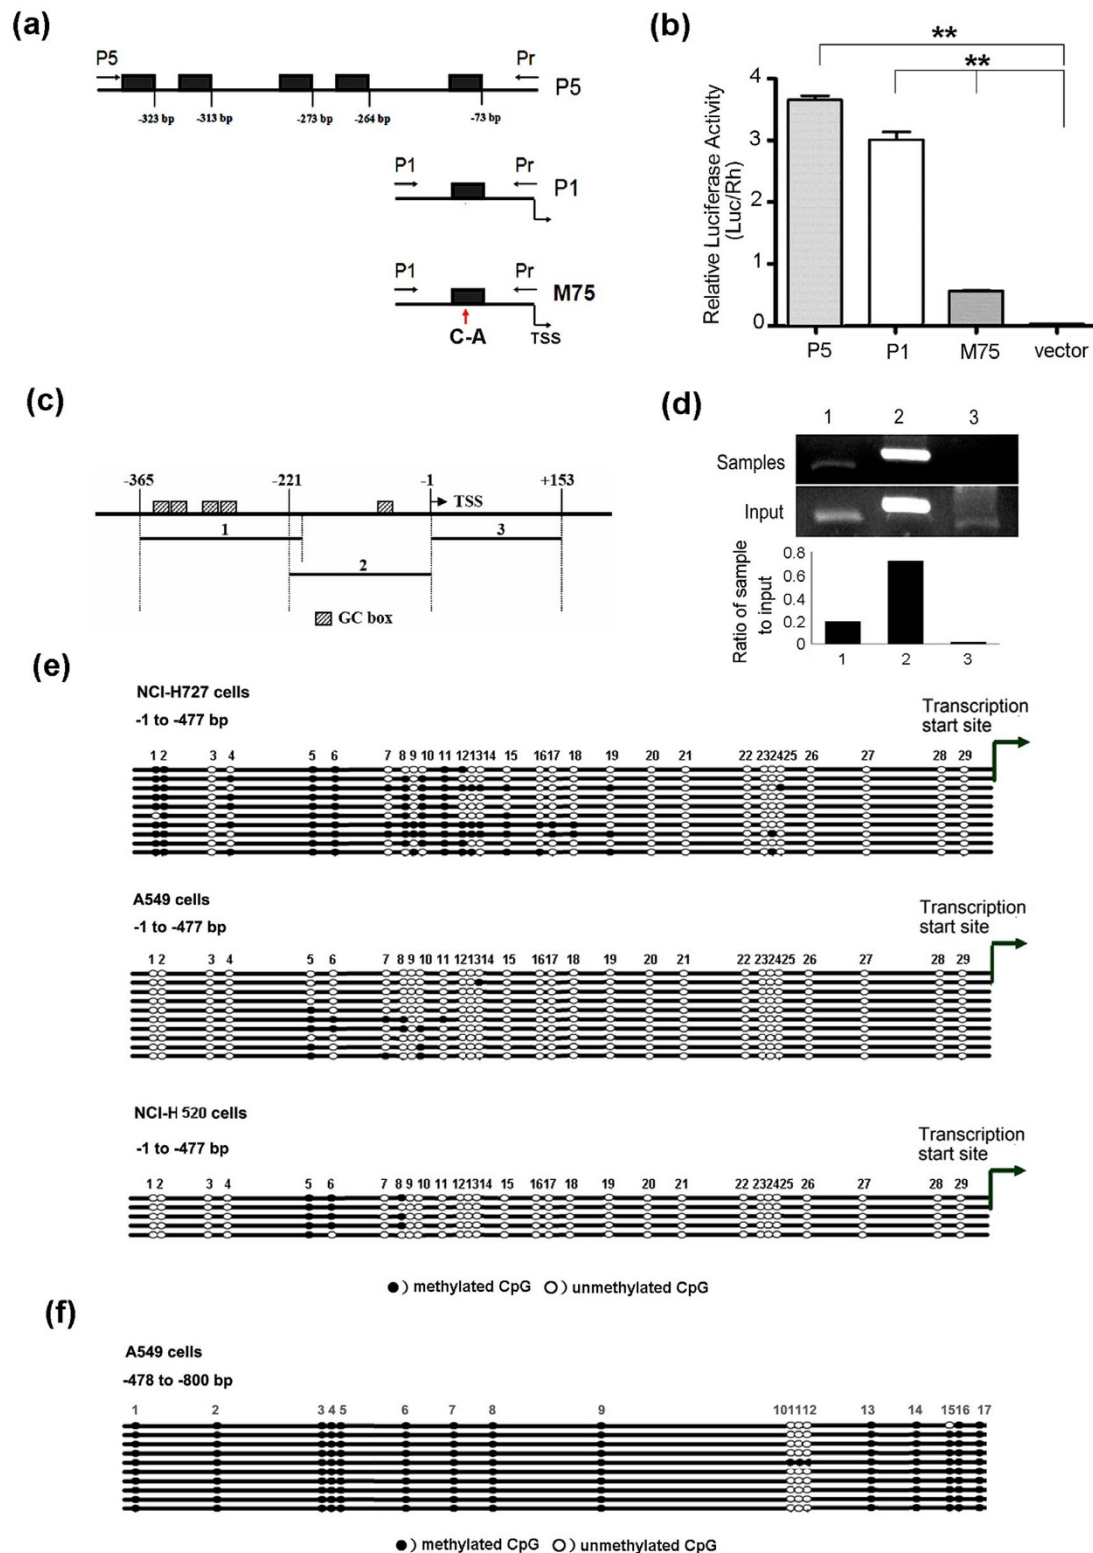 (a)
P5
Pr
P5
-323 bp
-313 bp
-273 bp
-264 bp
-73 bp
P1
Pr
P1
P1
Pr
M75
C-A
TSS
(b)
**
**
Relative Luciferase Activity
(Luc/Rh)
4
3
2
1
0
P5 P1 M75 vector
(c)
-365 -221 -1 +153
TSS
1
2
3
GC box
(d)
1 2 3
Samples
Input
Ratio of sample
to input
0.8
0.6
0.4
0.2
0
1 2 3
(e)
NCI-H727 cells
-1 to -477 bp
Transcription
start site
1 2 3 4 5 6 7 8 9 10 11 12 13 14 15 16 17 18 19 20 21 22 23 24 25 26 27 28 29
A549 cells
-1 to -477 bp
Transcription
start site
1 2 3 4 5 6 7 8 9 10 11 12 13 14 15 16 17 18 19 20 21 22 23 24 25 26 27 28 29
NCI-H 520 cells
-1 to -477 bp
Transcription
start site
1 2 3 4 5 6 7 8 9 10 11 12 13 14 15 16 17 18 19 20 21 22 23 24 25 26 27 28 29
) methylated CpG ) unmethylated CpG
(f)
A549 cells
-478 to -800 bp
1 2 3 4 5 6 7 8 9 10 11 12 13 14 15 16 17
) methylated CpG ) unmethylated CpG